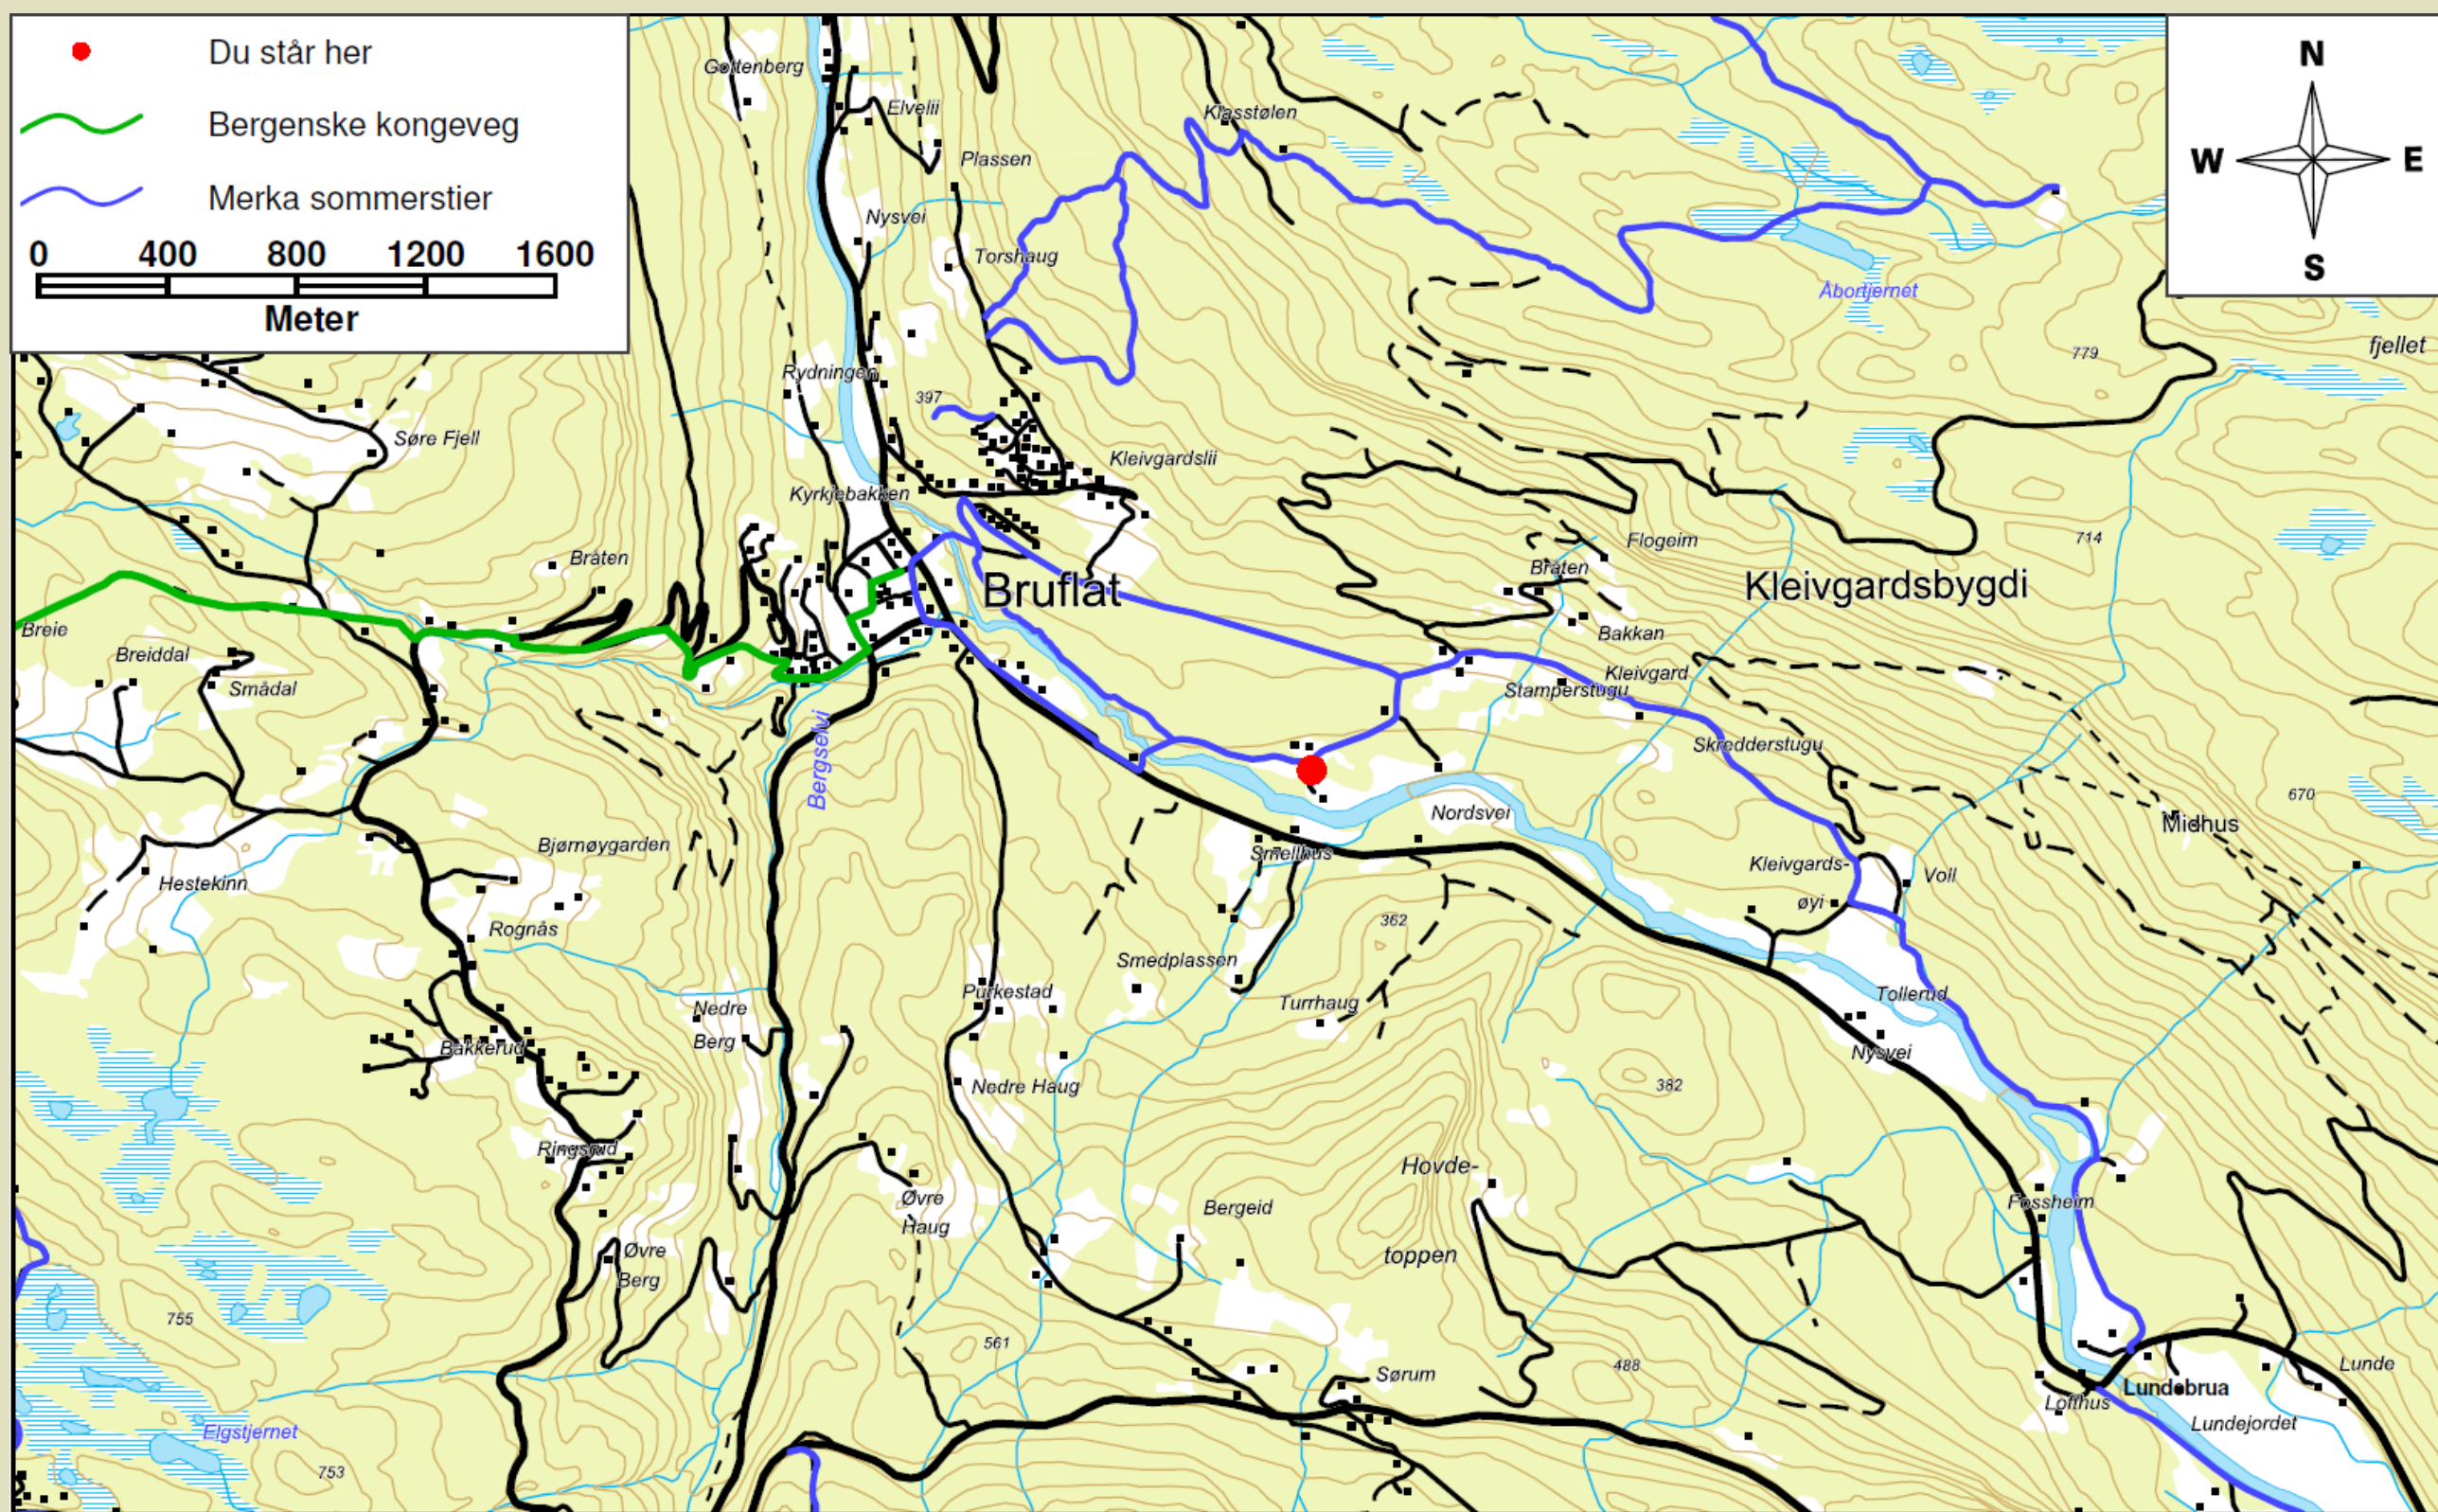 Du står her
Bergenske kongeveg
Merka sommerstier
0 400 800 1200 1600
Meter
N
W E
S
Gøttenberg
Elvelii
Plassen
Klasstølen
Nysvei
Torshaug
Åbortjernet
fjellet
779
Rydningen
397
Søre Fjell
Kleivgardslii
Kyrkjebakken
Flogeim
714
Bråten
Bråten
Bruflat
Kleivgardsbygdi
Breie
Bakkan
Breiddal
Kleivgard
Smådal
Stamperstugu
Bergselvi
Skredderstugu
670
Nordsvei
Midhus
Bjørnøygarden
Smellhus
Kleivgards-
øyi
Voll
Hestekinn
362
Rognås
Smedplassen
Purkestad
Turrhaug
Tollerud
Nedre
Berg
Bakkerud
Nysvei
Nedre Haug
382
Ringsrud
Hovde-
toppen
Øvre
Haug
Bergeid
Fossheim
Øvre
Berg
755
561
488
Sørum
Lunde
Lundebrua
Lofthus
Lundejordet
Elgstjernet
753